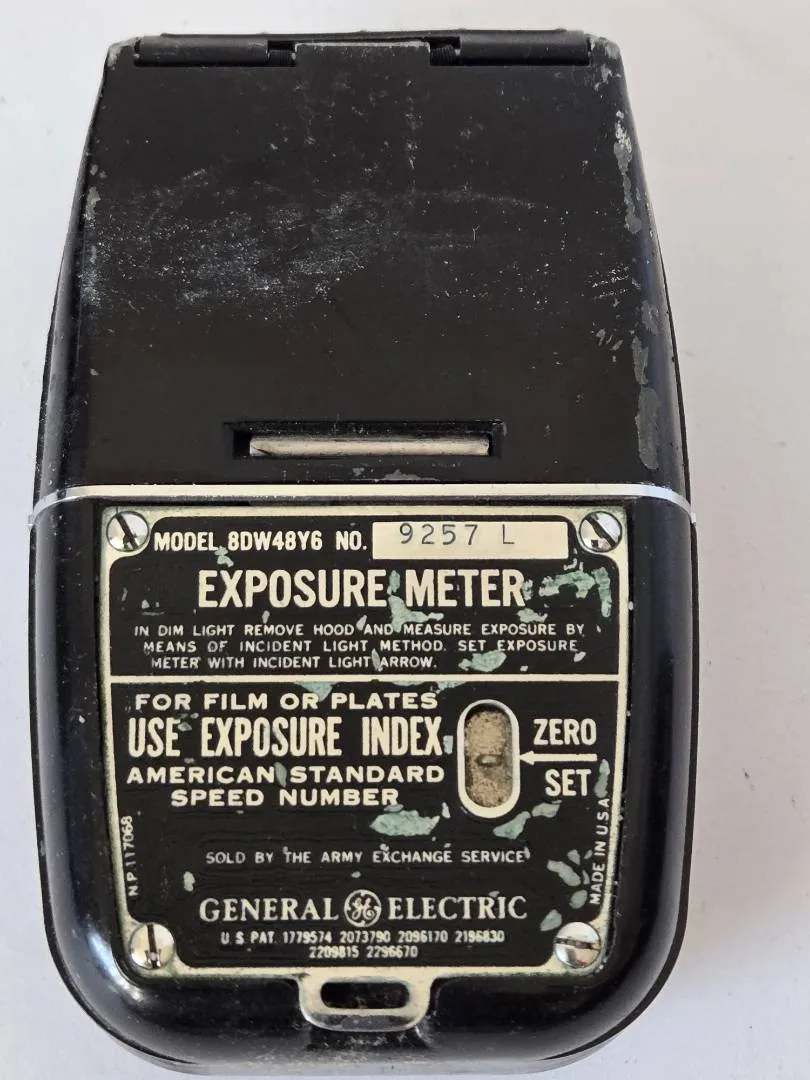 MODEL 8DW48Y6 NO. 9257 L
EXPOSURE METER
IN DIM LIGHT REMOVE HOOD AND MEASURE EXPOSURE BY
MEANS OF INCIDENT LIGHT METHOD. SET EXPOSURE
METER WITH INCIDENT LIGHT ARROW.
FOR FILM OR PLATES
USE EXPOSURE INDEX
AMERICAN STANDARD
SPEED NUMBER
ZERO
SET
N.P.117068
MADE IN U.S.A.
SOLD BY THE ARMY EXCHANGE SERVICE
GENERAL GE ELECTRIC
U.S. PAT. 1779574 2073790 2096170 2196830
2209815 2296670